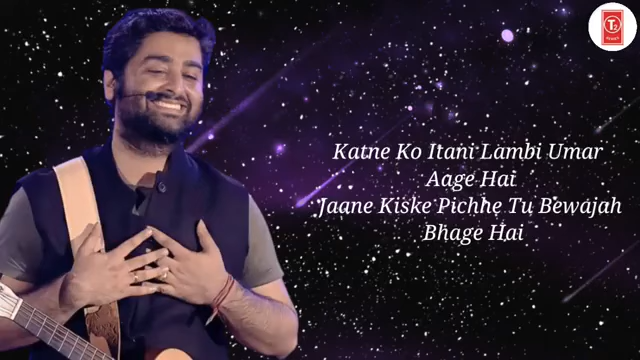 Katne Ko Itani Lambi Umar
Aage Hai
Jaane Kiske Pichhe Tu Bewajah
Bhage Hai